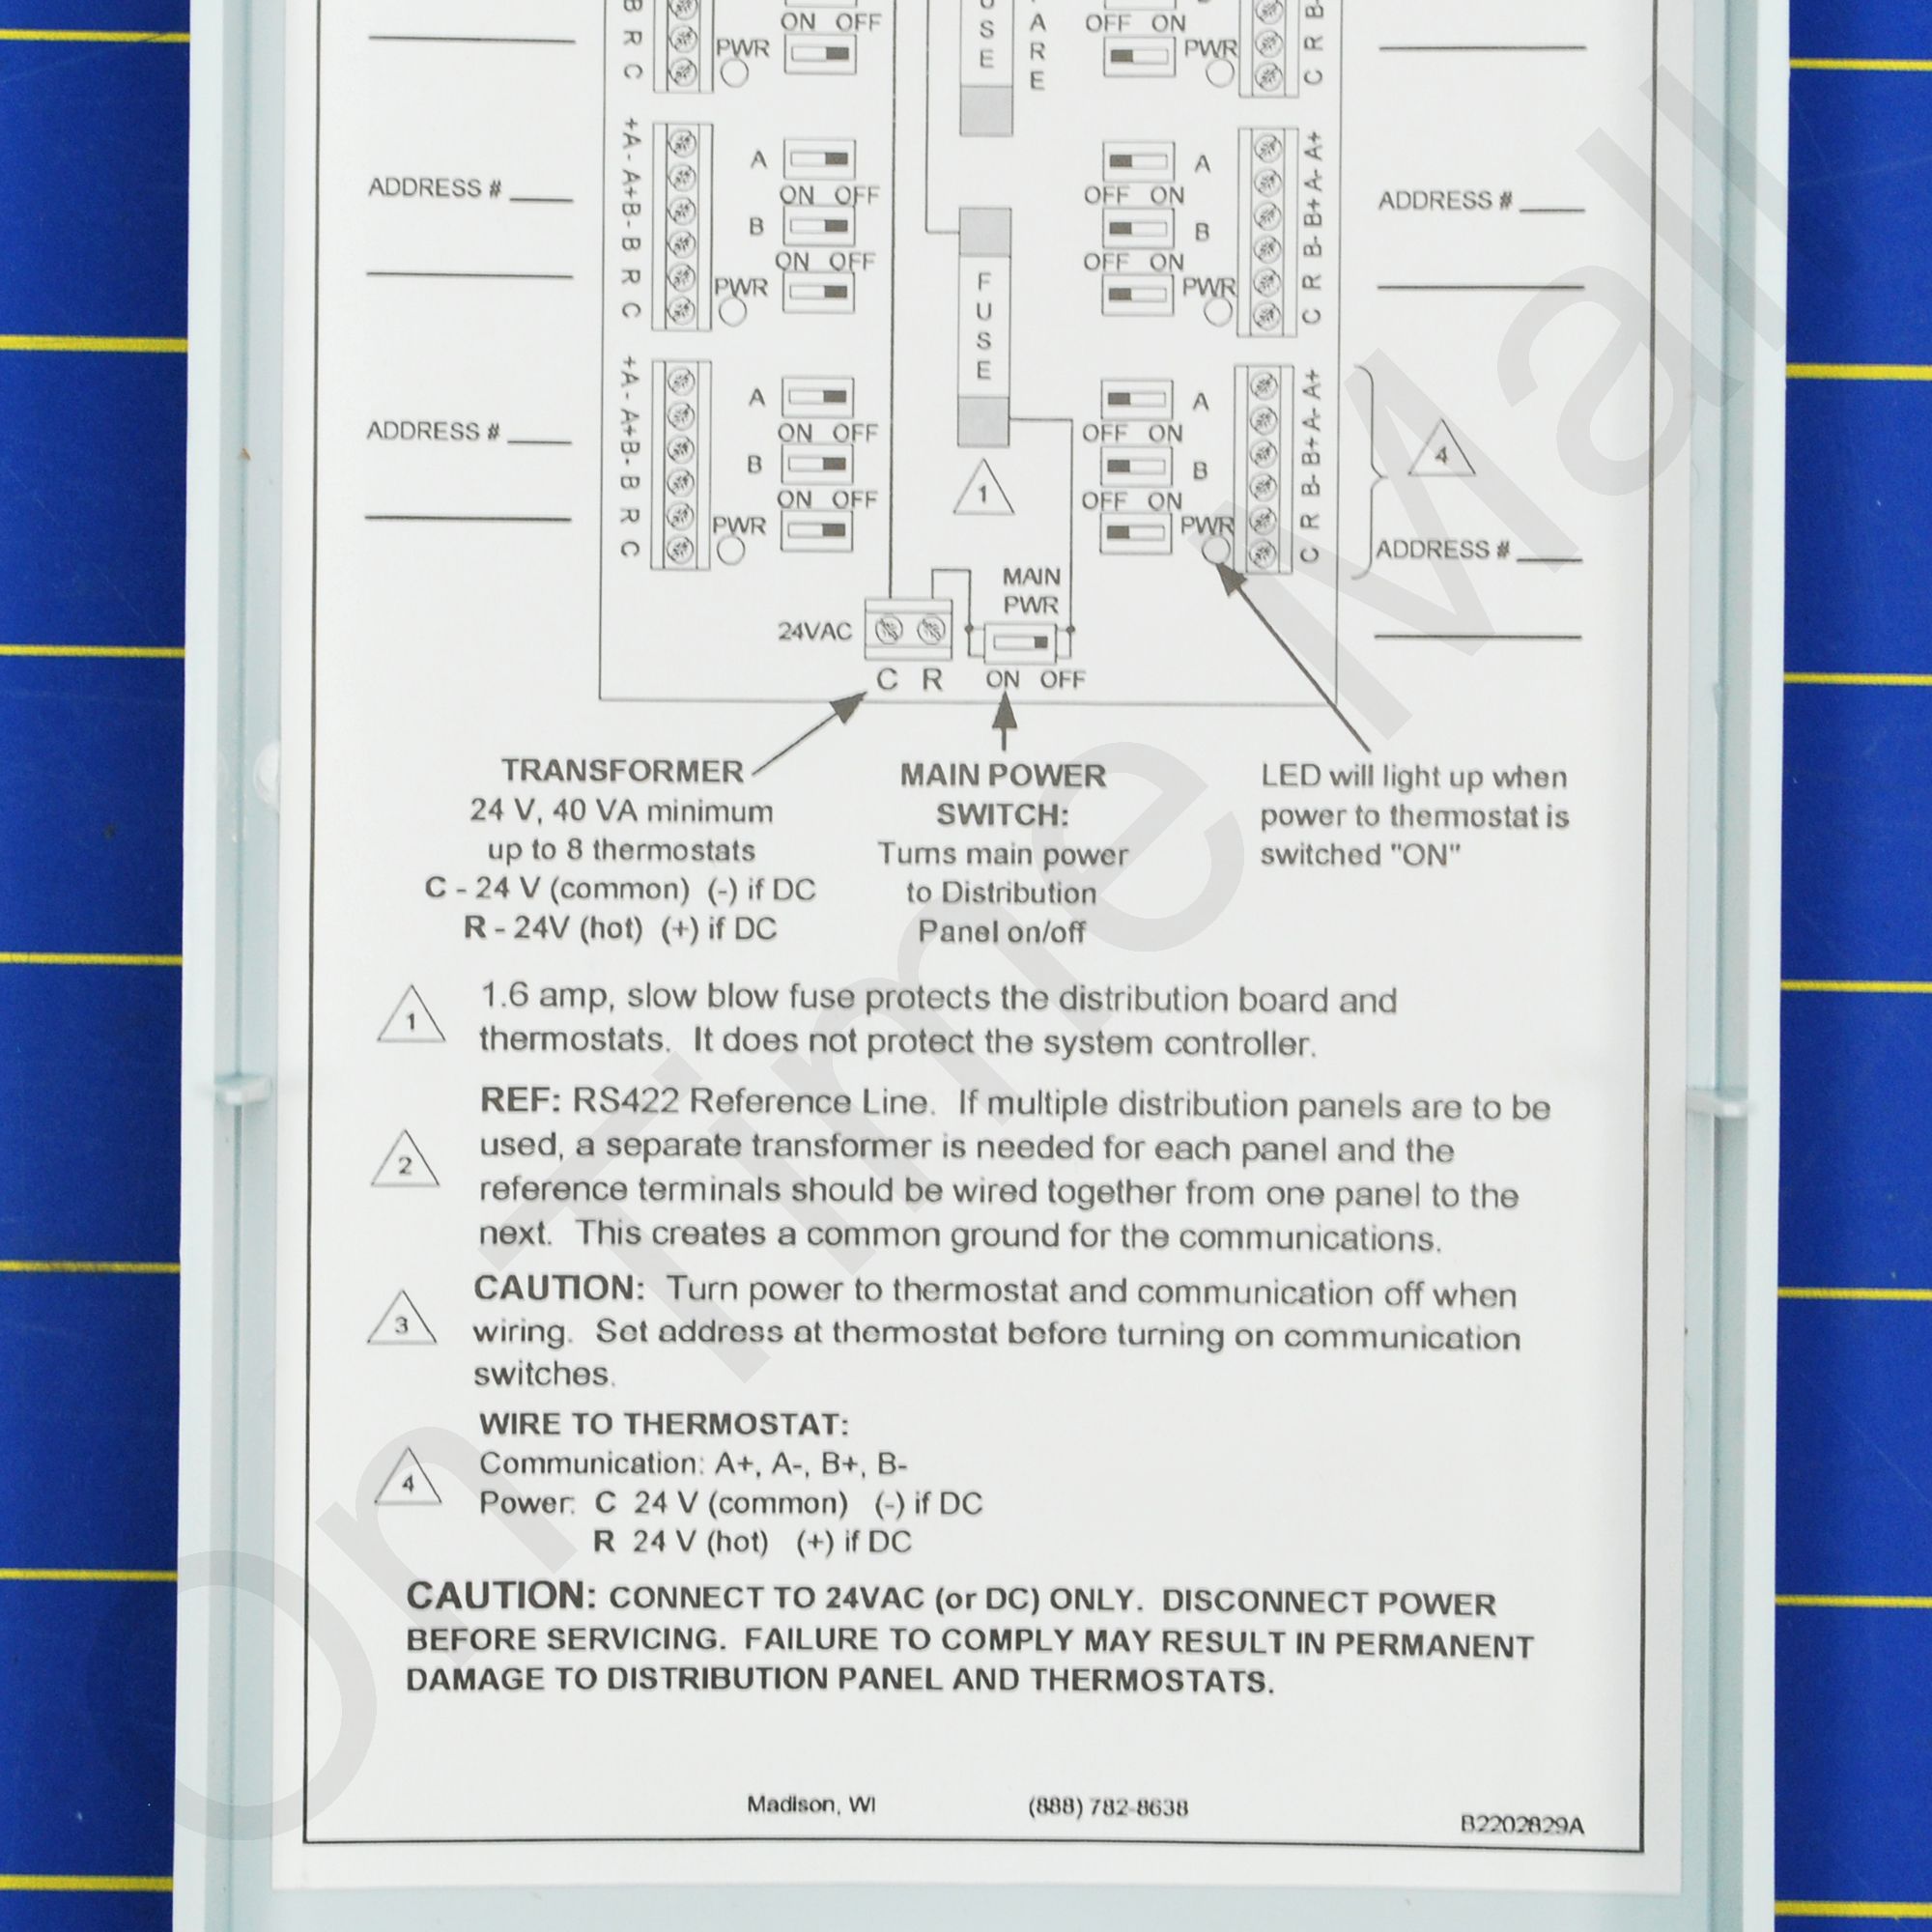 B R C
ON OFF
PWR
U S E
A R E
OFF ON
PWR
C R B-
+A - A+B- B R C
ADDRESS #
A
ON OFF
B
ON OFF
PWR
FUSE
A
OFF ON
B
OFF ON
PWR
C R B- B+ A- A+
ADDRESS #
+A - A+B- B R C
ADDRESS #
A
ON OFF
B
ON OFF
PWR
1
A
OFF ON
B
OFF ON
PWR
C R B- B+ A- A+
4
ADDRESS #
24VAC
C R
MAIN
PWR
ON OFF
TRANSFORMER
24 V, 40 VA minimum
up to 8 thermostats
C - 24 V (common) (-) if DC
R - 24V (hot) (+) if DC
MAIN POWER
SWITCH:
Turns main power
to Distribution
Panel on/off
LED will light up when
power to thermostat is
switched "ON"
1
1.6 amp, slow blow fuse protects the distribution board and
thermostats. It does not protect the system controller.
2
REF: RS422 Reference Line. If multiple distribution panels are to be
used, a separate transformer is needed for each panel and the
reference terminals should be wired together from one panel to the
next. This creates a common ground for the communications.
3
CAUTION: Turn power to thermostat and communication off when
wiring. Set address at thermostat before turning on communication
switches.
4
WIRE TO THERMOSTAT:
Communication: A+, A-, B+, B-
Power: C 24 V (common) (-) if DC
R 24 V (hot) (+) if DC
CAUTION: CONNECT TO 24VAC (or DC) ONLY. DISCONNECT POWER
BEFORE SERVICING. FAILURE TO COMPLY MAY RESULT IN PERMANENT
DAMAGE TO DISTRIBUTION PANEL AND THERMOSTATS.
Madison, WI
(888) 782-8638
B2202829A
On Time Mall